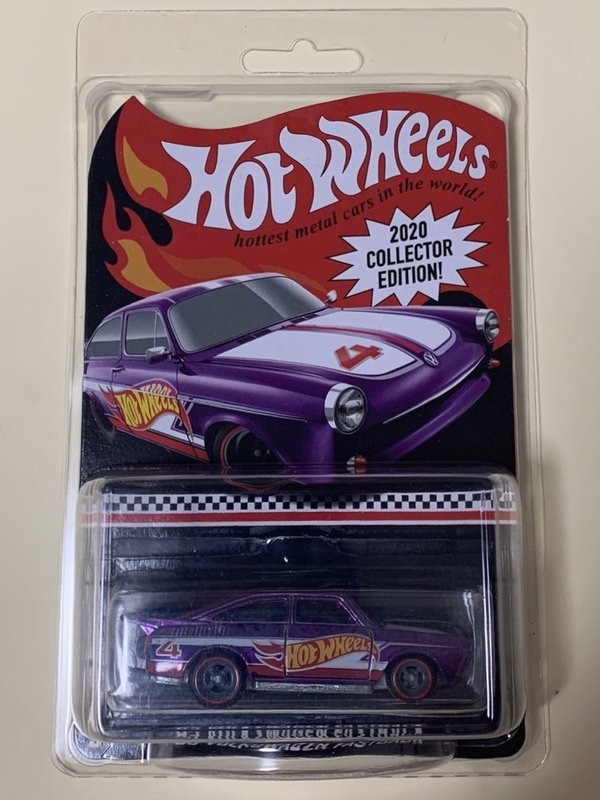 Hot Wheels®
hottest metal cars in the world!
2020
COLLECTOR
EDITION!
4
HOT WHEELS
4
HOT WHEELS